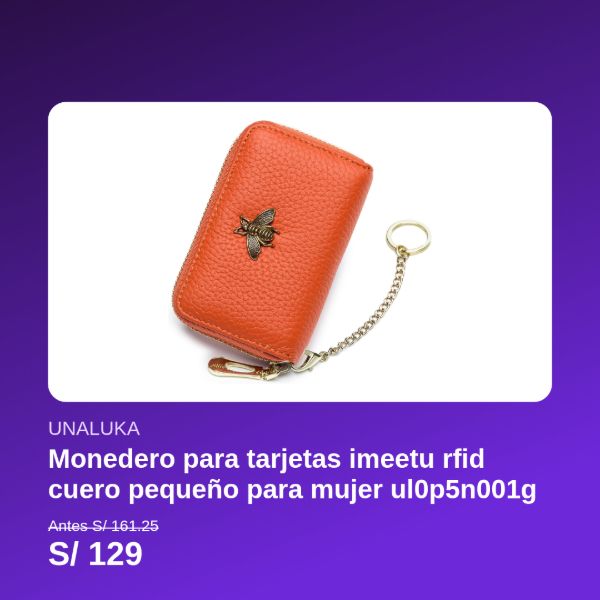 UNALUKA
Monedero para tarjetas imeetu rfid
cuero pequeño para mujer ul0p5n001g
Antes S/ 161.25
S/ 129